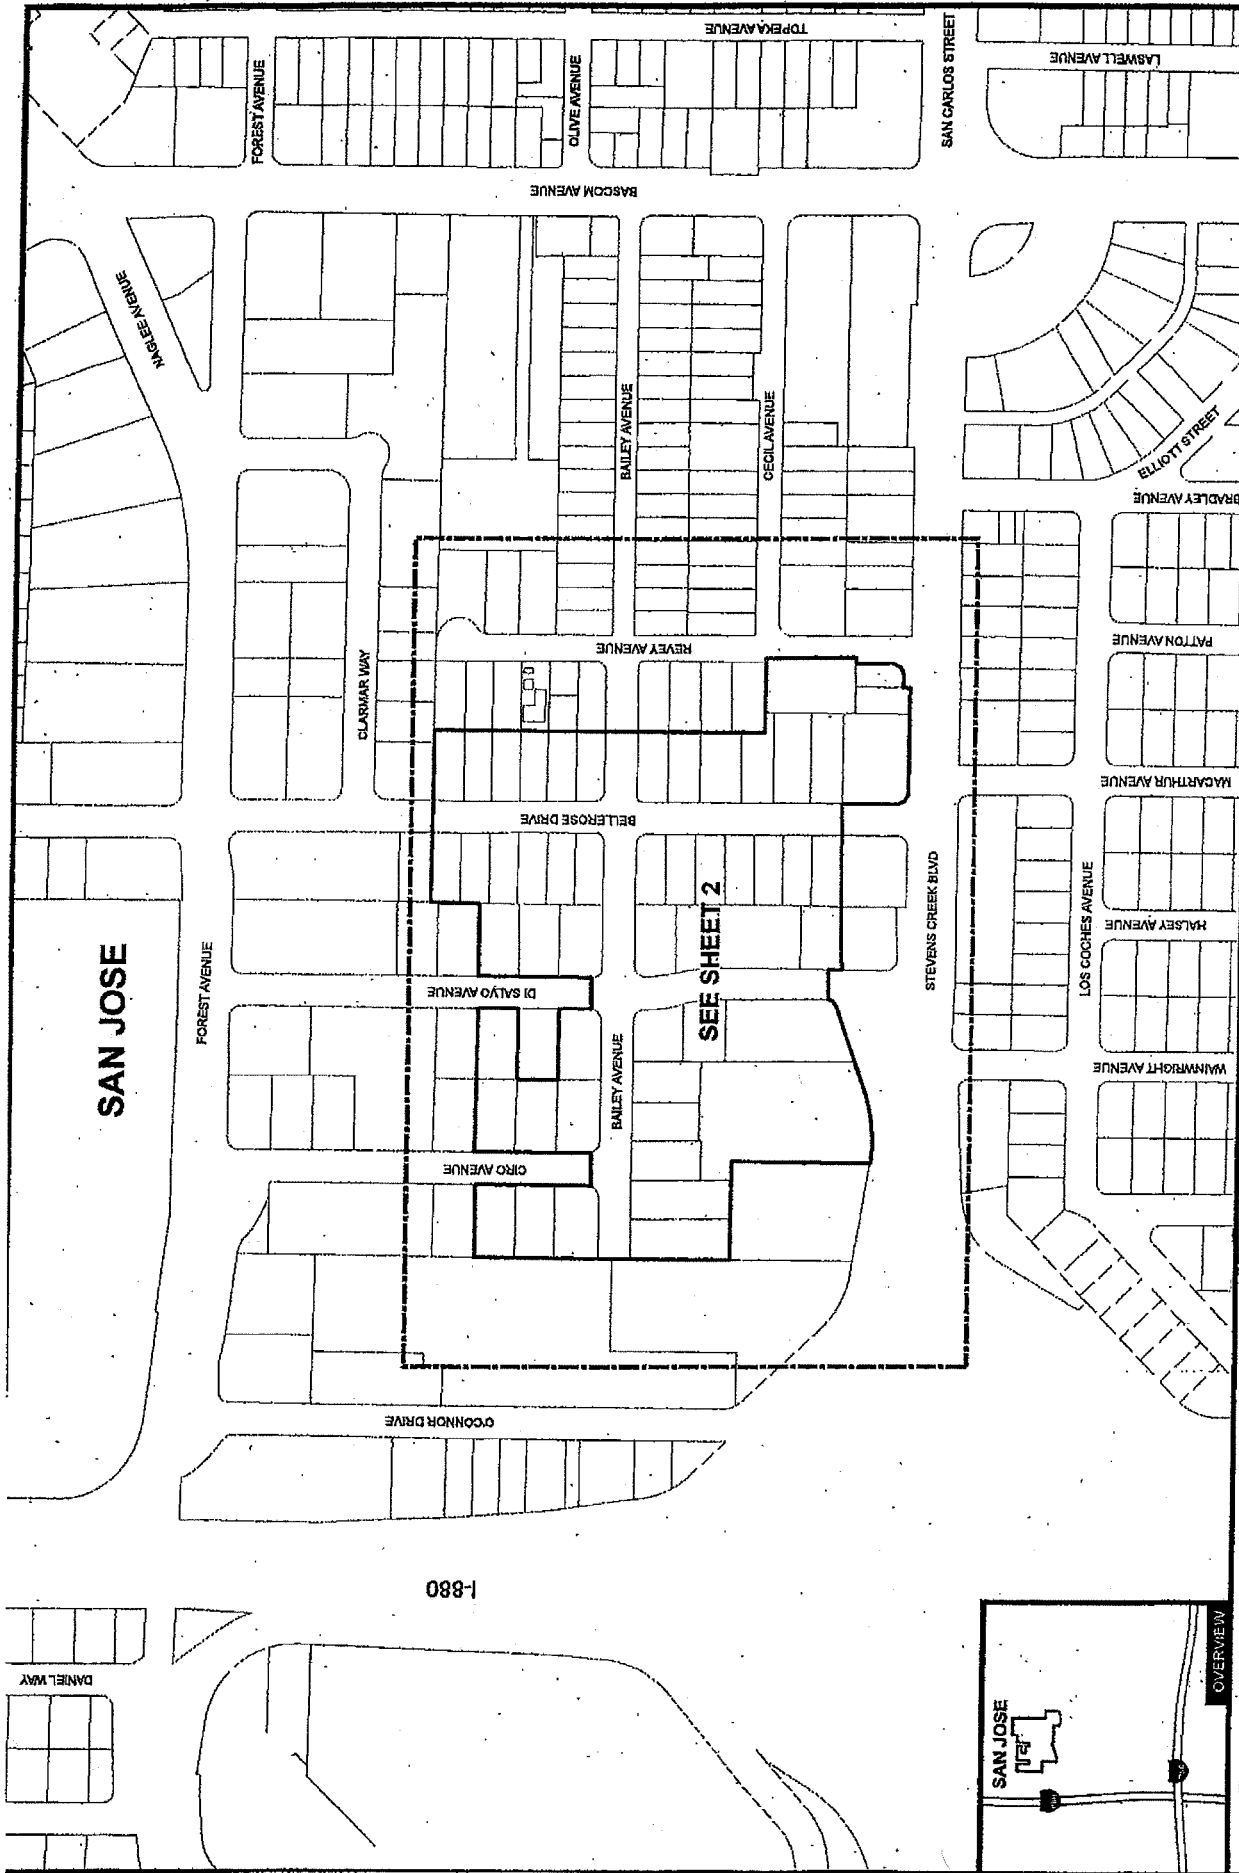 TOPEKA AVENUE
SAN CARLOS STREET
LASWELL AVENUE
FOREST AVENUE
OLIVE AVENUE
BASCOM AVENUE
NAGLEE AVENUE
BAILEY AVENUE
CECIL AVENUE
ELLIOTT STREET
BRADLEY AVENUE
CLARMAR WAY
REVEY AVENUE
PATTON AVENUE
MACARTHUR AVENUE
BELLEROSE DRIVE
SAN JOSE
FOREST AVENUE
SEE SHEET 2
STEVENS CREEK BLVD
LOS COCHES AVENUE
HALSEY AVENUE
DI SALVO AVENUE
BAILEY AVENUE
WAINWRIGHT AVENUE
CIRO AVENUE
O'CONNOR DRIVE
I-880
DANIEL WAY
SAN JOSE
OVERVIEW